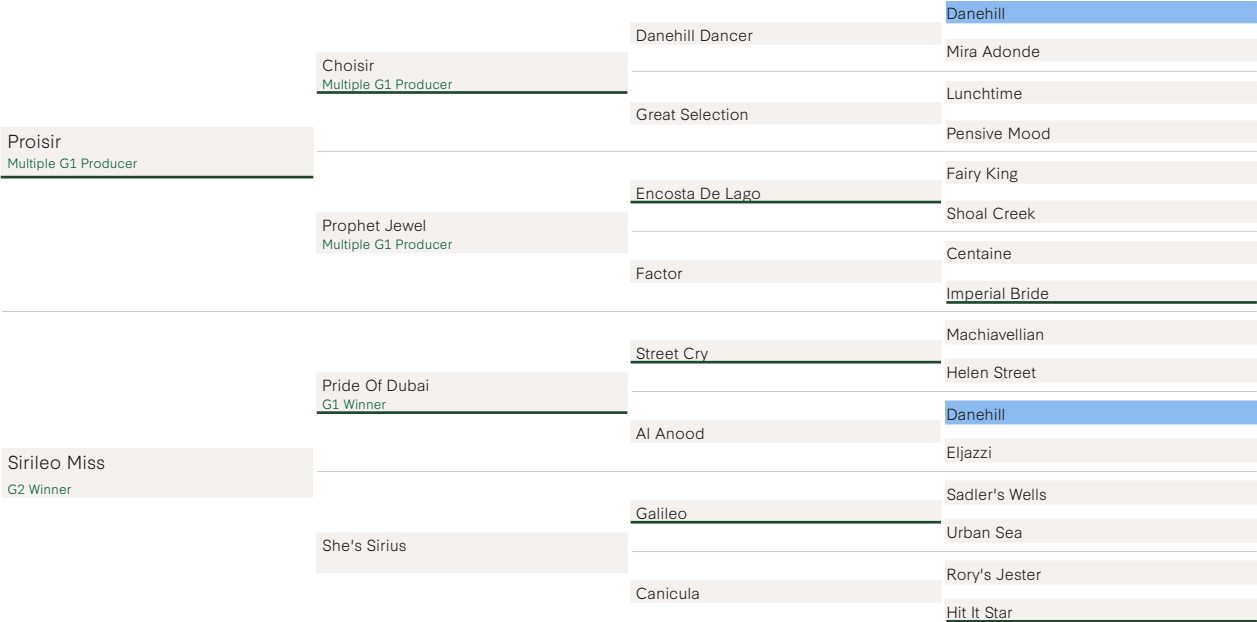 Proisir
Multiple G1 Producer
Sirileo Miss
G2 Winner
Choisir
Multiple G1 Producer
Prophet Jewel
Multiple G1 Producer
Pride Of Dubai
G1 Winner
She's Sirius
Danehill Dancer
Great Selection
Encosta De Lago
Factor
Street Cry
Al Anood
Galileo
Canicula
Danehill
Mira Adonde
Lunchtime
Pensive Mood
Fairy King
Shoal Creek
Centaine
Imperial Bride
Machiavellian
Helen Street
Danehill
Eljazzi
Sadler's Wells
Urban Sea
Rory's Jester
Hit It Star